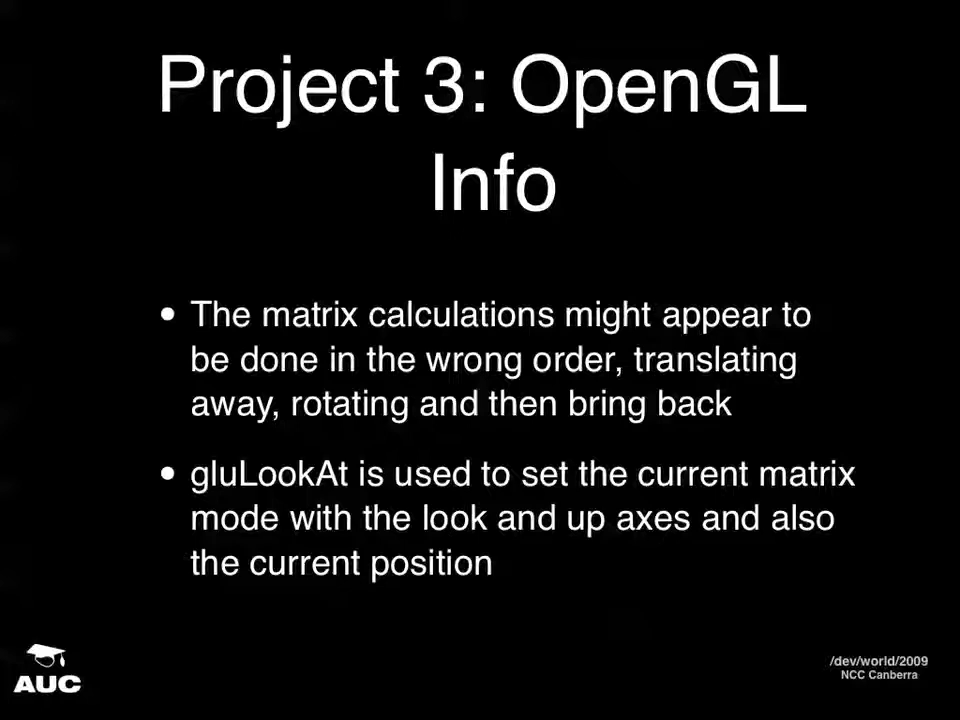 Project 3: OpenGL
Info
• The matrix calculations might appear to
be done in the wrong order, translating
away, rotating and then bring back
• gluLookAt is used to set the current matrix
mode with the look and up axes and also
the current position
AUC
/dev/world/2009
NCC Canberra